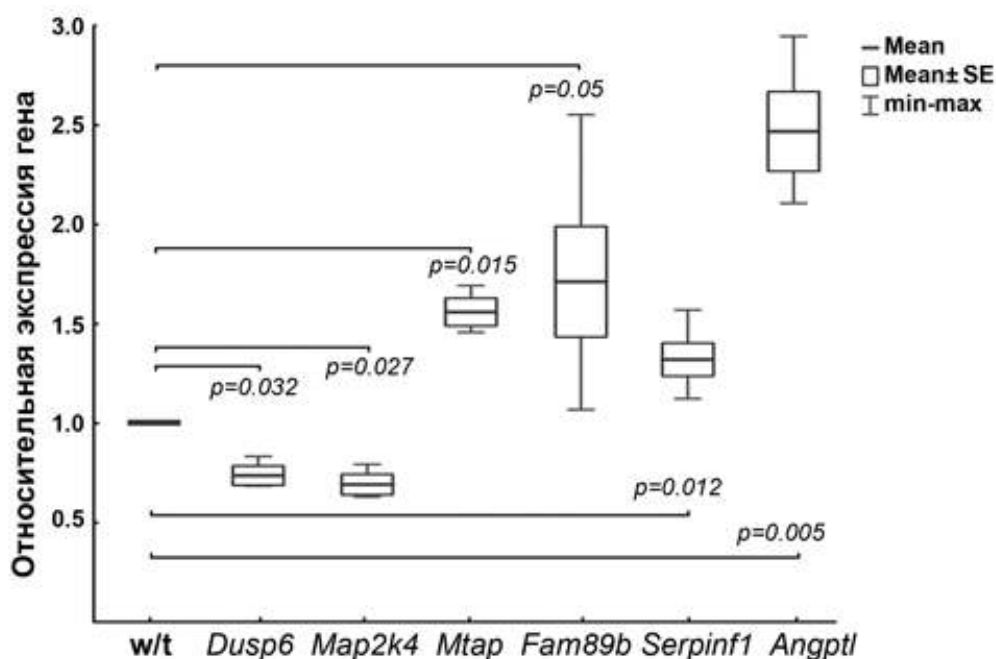 Относительная экспрессия гена
3.0
2.5
2.0
1.5
1.0
0.5
Mean
Mean± SE
min-max
p=0.05
p=0.015
p=0.027
p=0.032
p=0.012
p=0.005
w/t Dusp6 Map2k4 Mtap Fam89b Serpinf1 Angptl